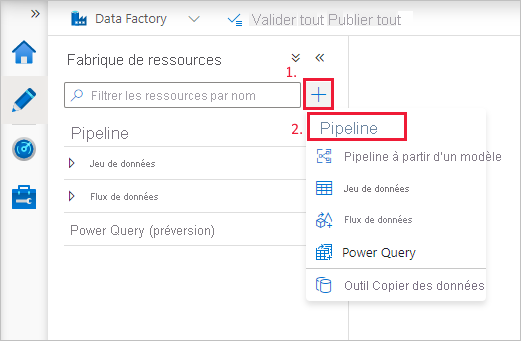 Data Factory
Valider tout Publier tout
Fabrique de ressources
1.
Filtrer les ressources par nom
Pipeline
Jeu de données
Flux de données
Power Query (préversion)
2. Pipeline
Pipeline à partir d'un modèle
Jeu de données
Flux de données
Power Query
Outil Copier des données